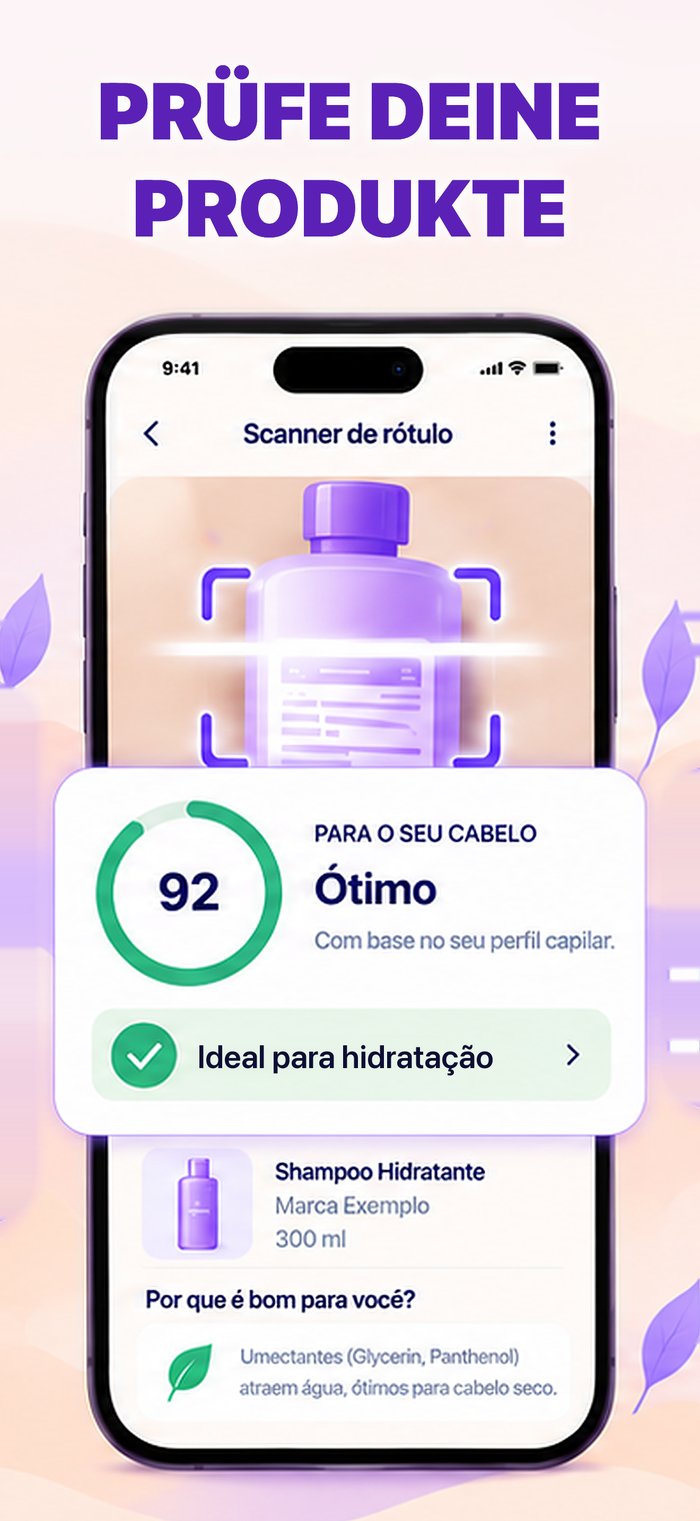 PRÜFE DEINE
PRODUKTE
9:41
Scanner de rótulo
92
PARA O SEU CABELO
Ótimo
Com base no seu perfil capilar.
Ideal para hidratação
Shampoo Hidratante
Marca Exemplo
300 ml
Por que é bom para você?
Umectantes (Glycerin, Panthenol)
atraem água, ótimos para cabelo seco.